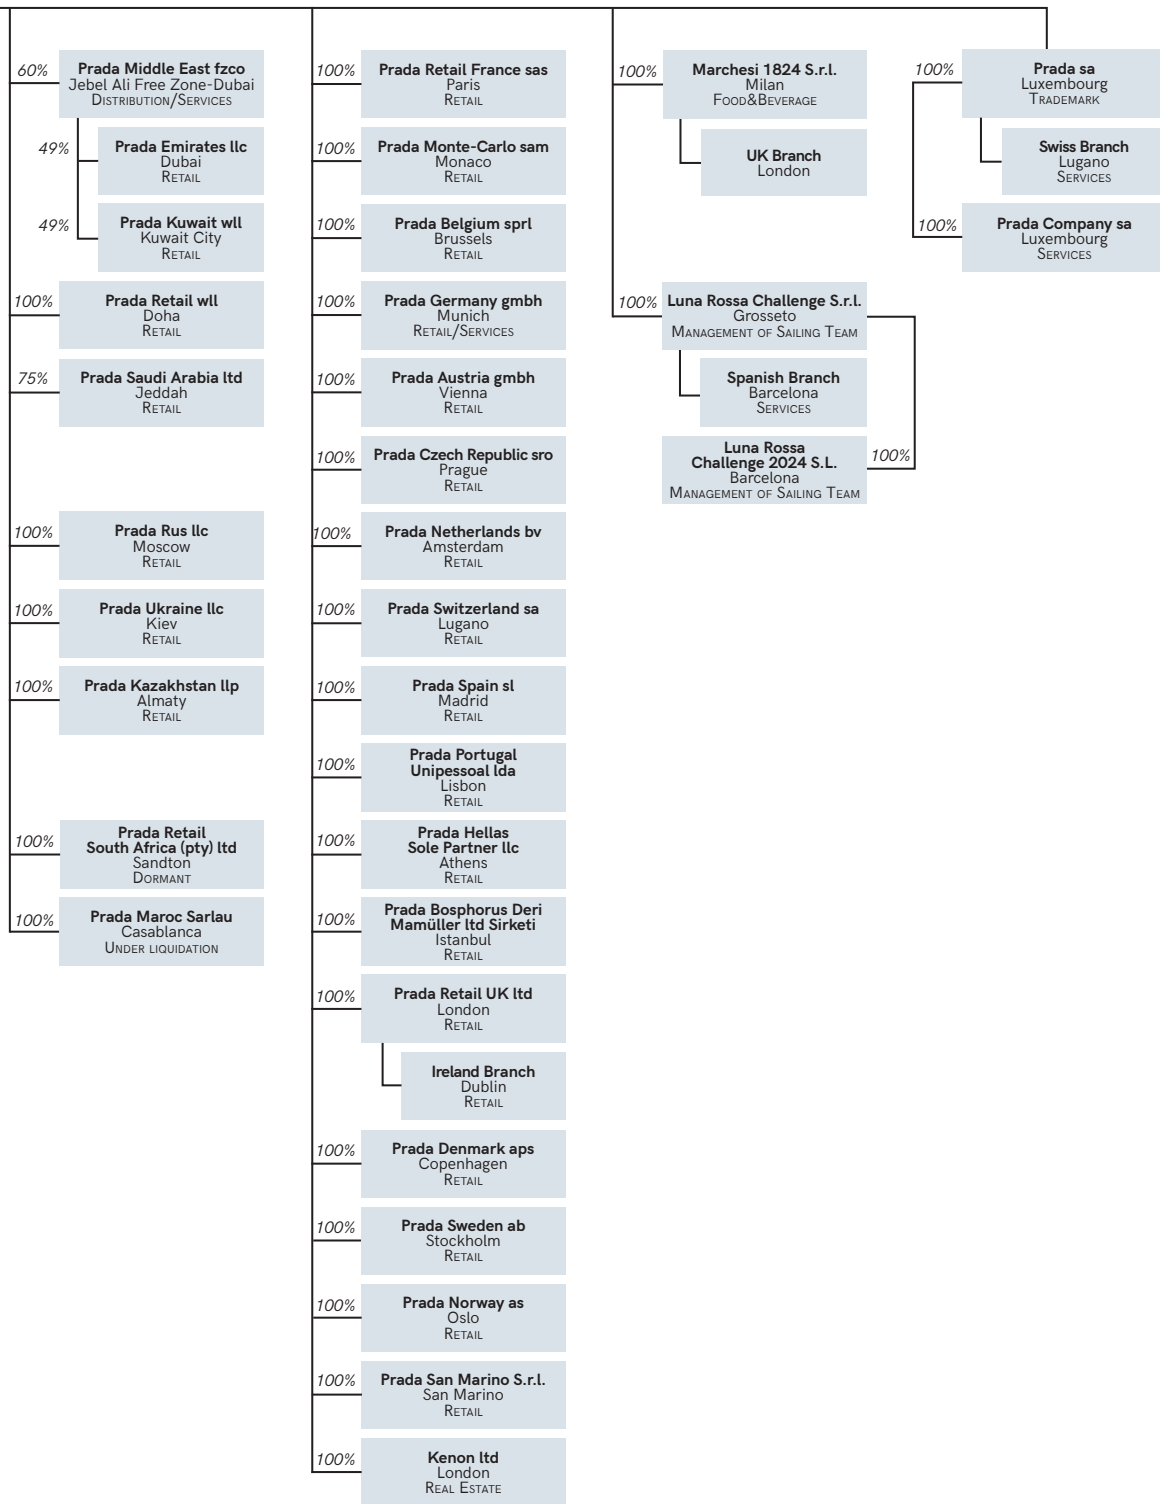 60%
Prada Middle East fzco
Jebel Ali Free Zone-Dubai
Distribution/Services
49%
Prada Emirates llc
Dubai
Retail
49%
Prada Kuwait wll
Kuwait City
Retail
100%
Prada Retail wll
Doha
Retail
75%
Prada Saudi Arabia ltd
Jeddah
Retail
100%
Prada Rus llc
Moscow
Retail
100%
Prada Ukraine llc
Kiev
Retail
100%
Prada Kazakhstan llp
Almaty
Retail
100%
Prada Retail
South Africa (pty) ltd
Sandton
Dormant
100%
Prada Maroc Sarlau
Casablanca
Under liquidation
100%
Prada Retail France sas
Paris
Retail
100%
Prada Monte-Carlo sam
Monaco
Retail
100%
Prada Belgium sprl
Brussels
Retail
100%
Prada Germany gmbh
Munich
Retail/Services
100%
Prada Austria gmbh
Vienna
Retail
100%
Prada Czech Republic sro
Prague
Retail
100%
Prada Netherlands bv
Amsterdam
Retail
100%
Prada Switzerland sa
Lugano
Retail
100%
Prada Spain sl
Madrid
Retail
100%
Prada Portugal
Unipessoal lda
Lisbon
Retail
100%
Prada Hellas
Sole Partner llc
Athens
Retail
100%
Prada Bosphorus Deri
Mamüller ltd Sirketi
Istanbul
Retail
100%
Prada Retail UK ltd
London
Retail
Ireland Branch
Dublin
Retail
100%
Prada Denmark aps
Copenhagen
Retail
100%
Prada Sweden ab
Stockholm
Retail
100%
Prada Norway as
Oslo
Retail
100%
Prada San Marino S.r.l.
San Marino
Retail
100%
Kenon ltd
London
Real Estate
100%
Marchesi 1824 S.r.l.
Milan
Food&Beverage
UK Branch
London
100%
Luna Rossa Challenge S.r.l.
Grosseto
Management of Sailing Team
Spanish Branch
Barcelona
Services
Luna Rossa
Challenge 2024 S.L.
Barcelona
Management of Sailing Team
100%
100%
Prada sa
Luxembourg
Trademark
Swiss Branch
Lugano
Services
100%
Prada Company sa
Luxembourg
Services